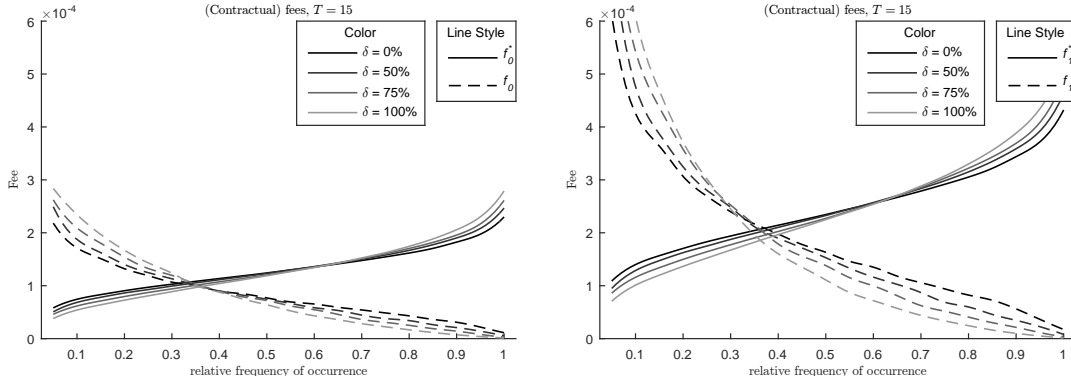 (Contractual) fees, T = 15
×10⁻⁴
6
5
4
3
2
1
0
Fee
0.1 0.2 0.3 0.4 0.5 0.6 0.7 0.8 0.9 1
relative frequency of occurrence
Color
δ = 0%
δ = 50%
δ = 75%
δ = 100%
Line Style
f*₀
f₀
(Contractual) fees, T = 15
×10⁻⁴
6
5
4
3
2
1
0
Fee
0.1 0.2 0.3 0.4 0.5 0.6 0.7 0.8 0.9 1
relative frequency of occurrence
Color
δ = 0%
δ = 50%
δ = 75%
δ = 100%
Line Style
f*₁
f₁